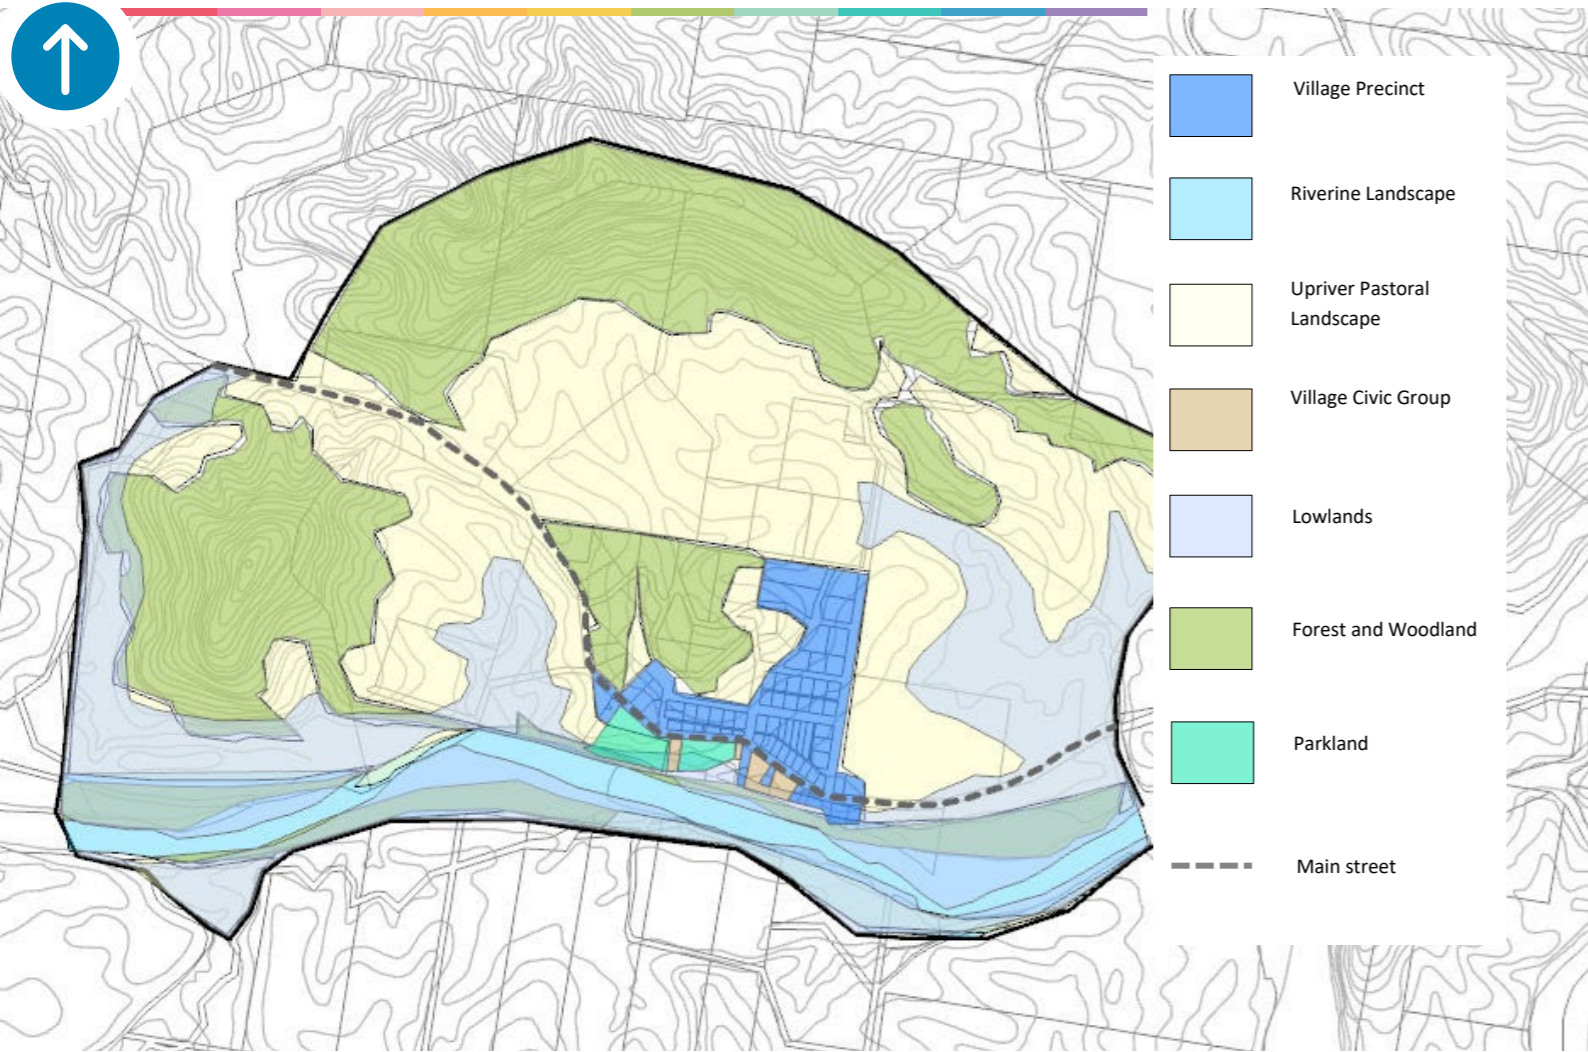 Village Precinct
Riverine Landscape
Upriver Pastoral
Landscape
Village Civic Group
Lowlands
Forest and Woodland
Parkland
Main street